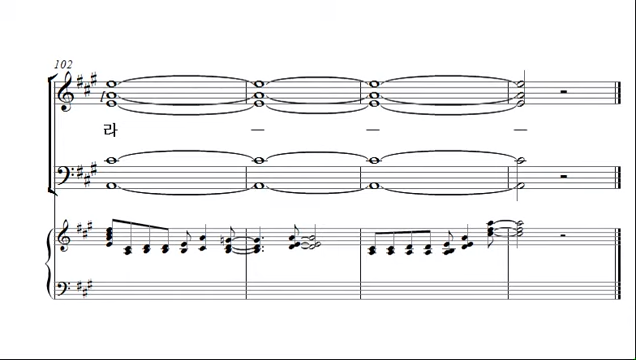 102
라 — — —